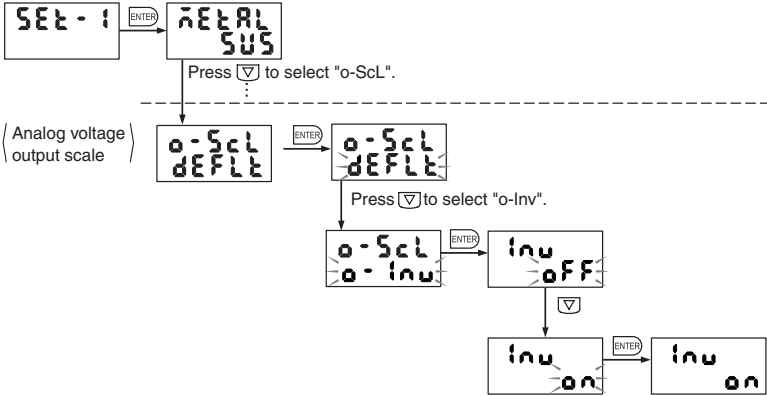 SEt - 1
ENTER
METAL
SUS
Press ▽ to select "o-ScL".
Analog voltage
output scale
o-ScL
dEFLt
ENTER
o-ScL
dEFLt
Press ▽ to select "o-Inv".
o-ScL
o-Inv
ENTER
Inv
oFF
▽
Inv
on
ENTER
Inv
on